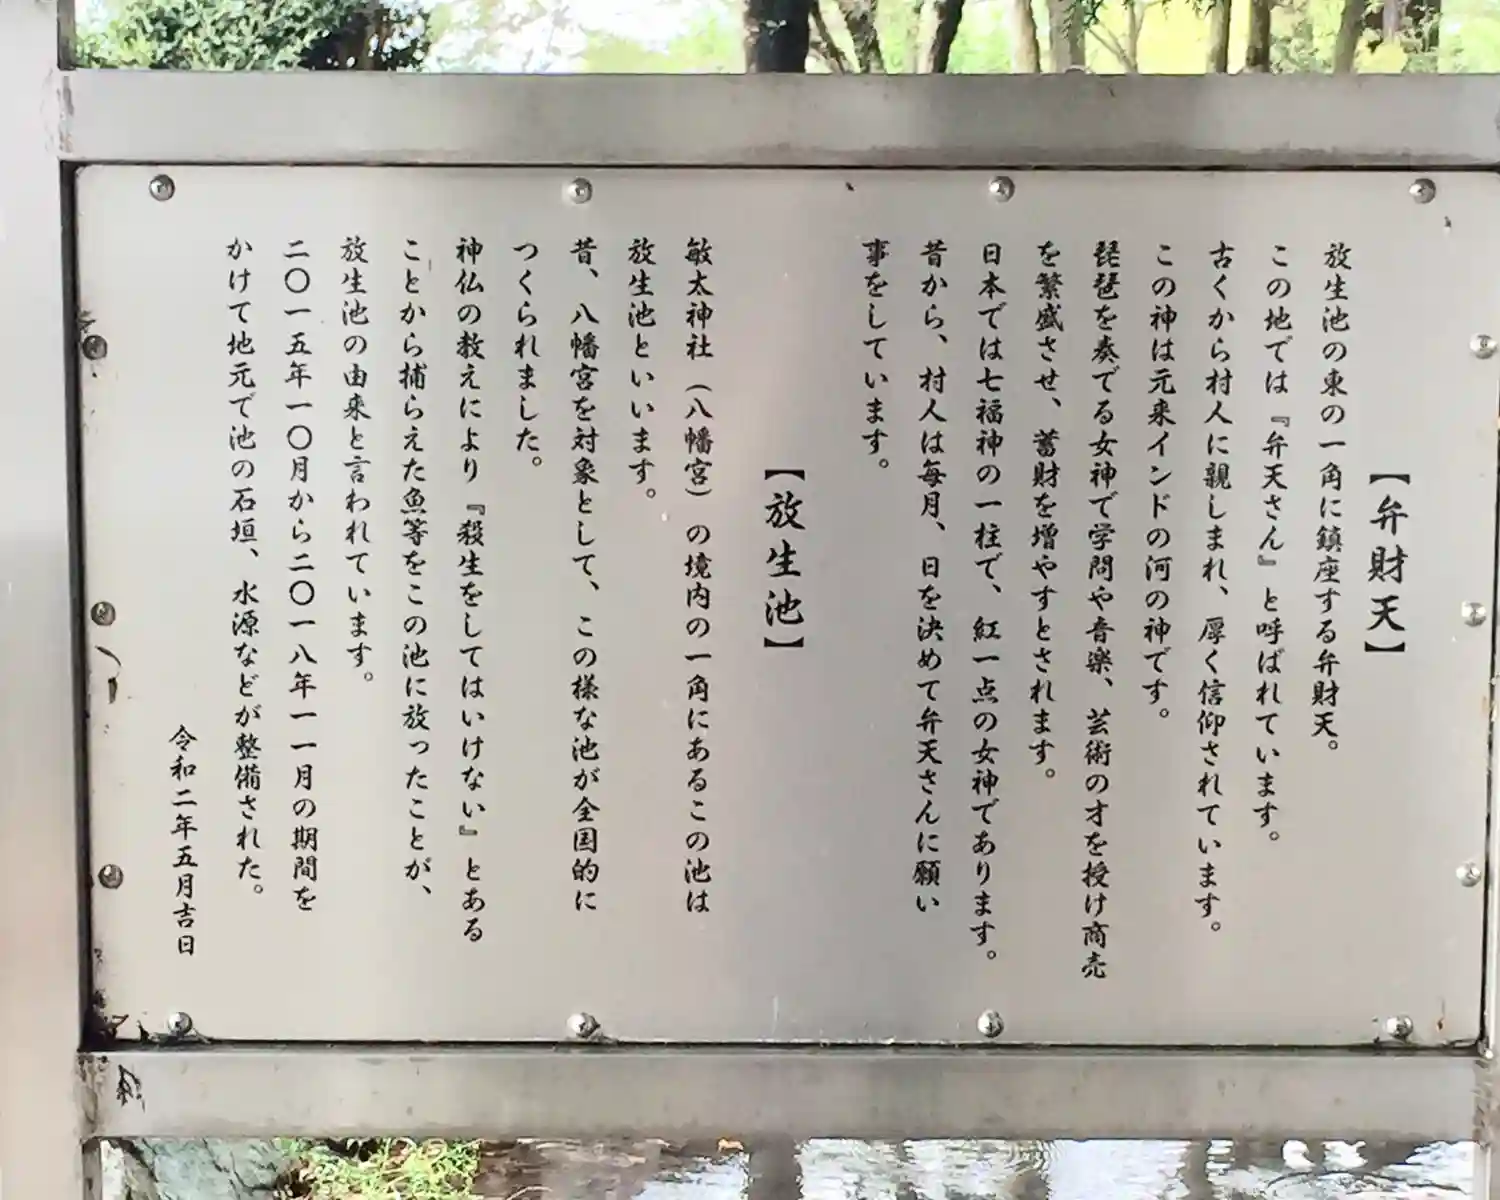 【弁財天】
放生池の東の一角に鎮座する弁財天。
この地では『弁天さん』と呼ばれています。
古くから村人に親しまれ、厚く信仰されています。
この神は元来インドの河の神です。
琵琶を奏でる女神で学問や音楽、芸術の才を授け商売
を繁盛させ、蓄財を増やすとされます。
日本では七福神の一柱で、紅一点の女神であります。
昔から、村人は毎月、日を決めて弁天さんに願い
事をしています。
【放生池】
敏太神社（八幡宮）の境内の一角にあるこの池は
放生池といいます。
昔、八幡宮を対象として、この様な池が全国的に
つくられました。
神仏の教えにより『殺生をしてはいけない』とある
ことから捕らえた魚等をこの池に放ったことが、
放生池の由来と言われています。
二〇一五年一〇月から二〇一八年一一月の期間を
かけて地元で池の石垣、水源などが整備された。
令和二年五月吉日